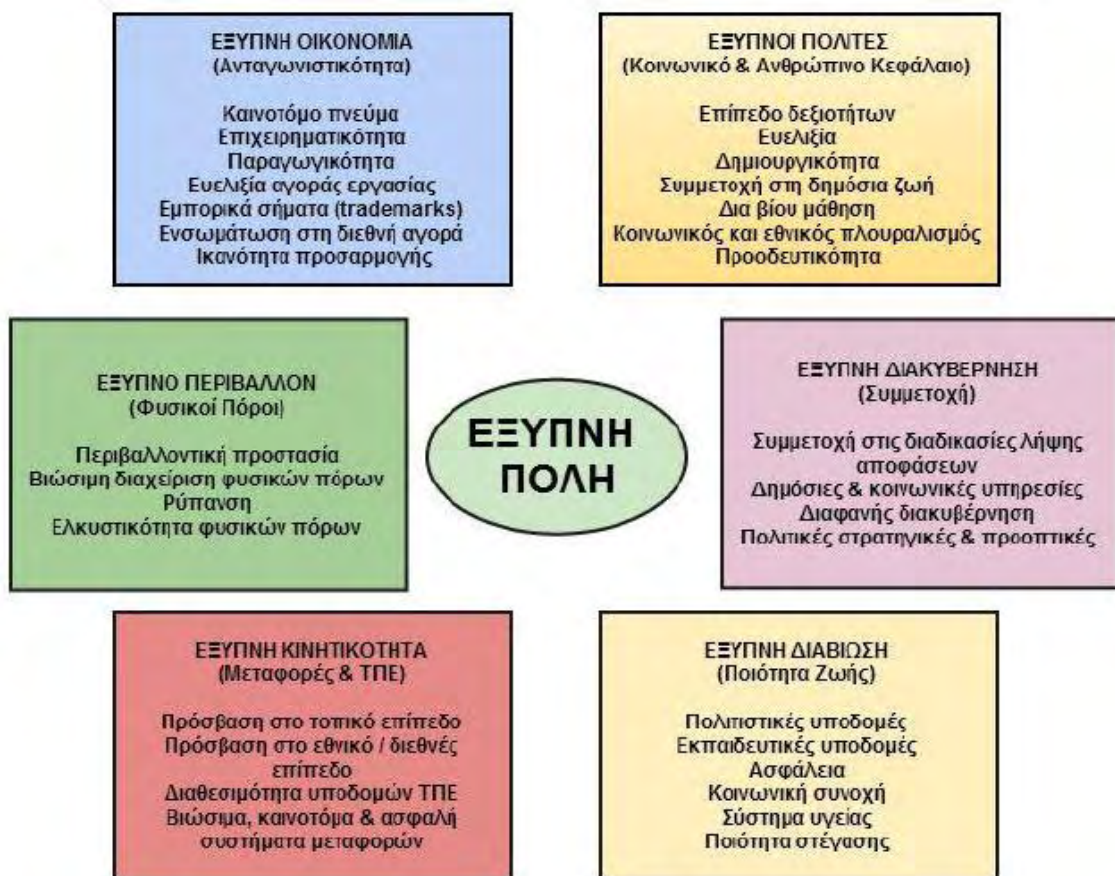 ΕΞΥΠΝΗ ΟΙΚΟΝΟΜΙΑ
(Ανταγωνιστικότητα)
Καινοτόμο πνεύμα
Επιχειρηματικότητα
Παραγωγικότητα
Ευελιξία αγοράς εργασίας
Εμπορικά σήματα (trademarks)
Ενσωμάτωση στη διεθνή αγορά
Ικανότητα προσαρμογής
ΕΞΥΠΝΟΙ ΠΟΛΙΤΕΣ
(Κοινωνικό & Ανθρώπινο Κεφάλαιο)
Επίπεδο δεξιοτήτων
Ευελιξία
Δημιουργικότητα
Συμμετοχή στη δημόσια ζωή
Δια βίου μάθηση
Κοινωνικός και εθνικός πλουραλισμός
Προοδευτικότητα
ΕΞΥΠΝΟ ΠΕΡΙΒΑΛΛΟΝ
(Φυσικοί Πόροι)
Περιβαλλοντική προστασία
Βιώσιμη διαχείριση φυσικών πόρων
Ρύπανση
Ελκυστικότητα φυσικών πόρων
ΕΞΥΠΝΗ
ΠΟΛΗ
ΕΞΥΠΝΗ ΔΙΑΚΥΒΕΡΝΗΣΗ
(Συμμετοχή)
Συμμετοχή στις διαδικασίες λήψης
αποφάσεων
Δημόσιες & κοινωνικές υπηρεσίες
Διαφανής διακυβέρνηση
Πολιτικές στρατηγικές & προοπτικές
ΕΞΥΠΝΗ ΚΙΝΗΤΙΚΟΤΗΤΑ
(Μεταφορές & ΤΠΕ)
Πρόσβαση στο τοπικό επίπεδο
Πρόσβαση στο εθνικό / διεθνές
επίπεδο
Διαθεσιμότητα υποδομών ΤΠΕ
Βιώσιμα, καινοτόμα & ασφαλή
συστήματα μεταφορών
ΕΞΥΠΝΗ ΔΙΑΒΙΩΣΗ
(Ποιότητα Ζωής)
Πολιτιστικές υποδομές
Εκπαιδευτικές υποδομές
Ασφάλεια
Κοινωνική συνοχή
Σύστημα υγείας
Ποιότητα στέγασης